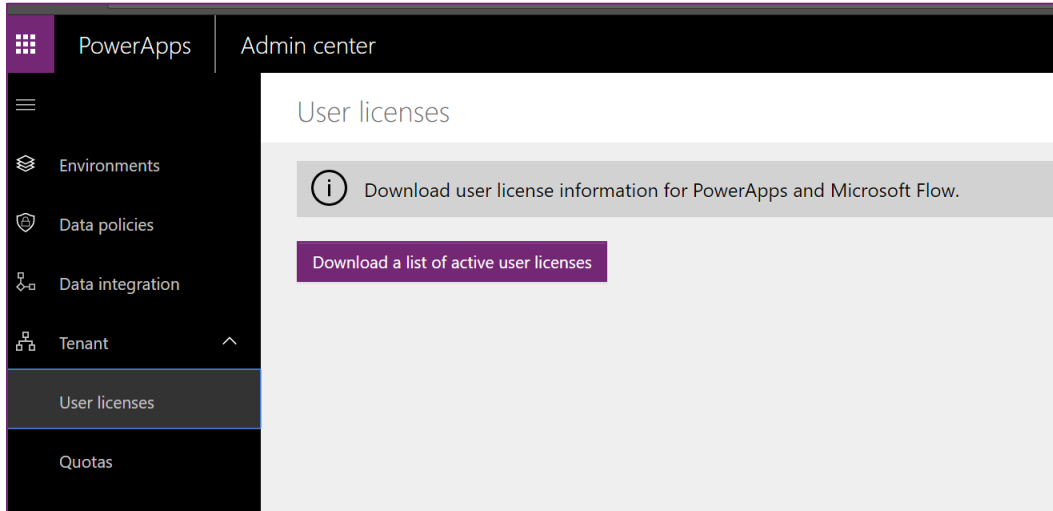 PowerApps
Admin center
User licenses
Environments
Data policies
Data integration
Tenant
User licenses
Quotas
Download user license information for PowerApps and Microsoft Flow.
Download a list of active user licenses